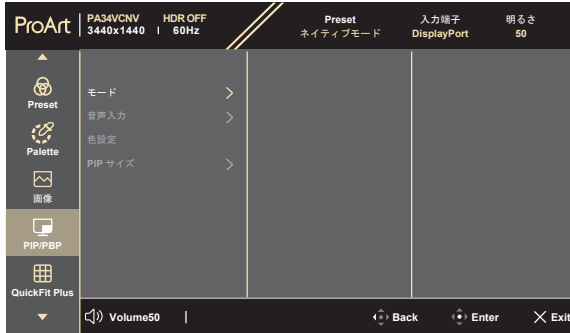 ProArt
PA34VCNV HDR OFF
3440x1440 | 60Hz
Preset
ネイティブモード
入力端子
DisplayPort
明るさ
50
Preset
Palette
画像
PIP/PBP
QuickFit Plus
モード
音声入力
色設定
PIP サイズ
Volume50 |
Back
Enter
Exit